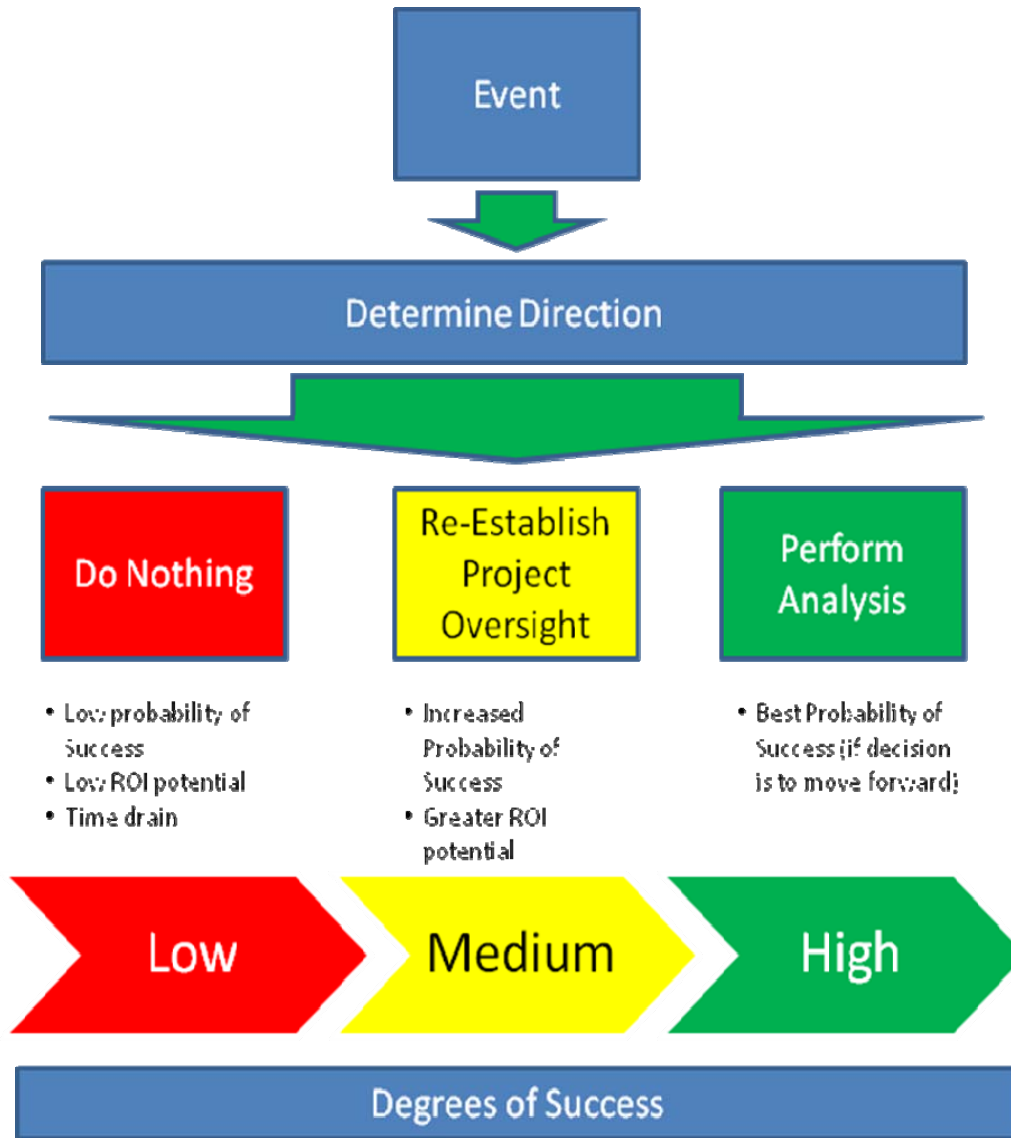 Event
Determine Direction
Do Nothing
Re-Establish
Project
Oversight
Perform
Analysis
• Low probability of
Success
• Low ROI potential
• Time drain
• Increased
Probability of
Success
• Greater ROI
potential
• Best Probability of
Success (if decision
is to move forward)
Low
Medium
High
Degrees of Success